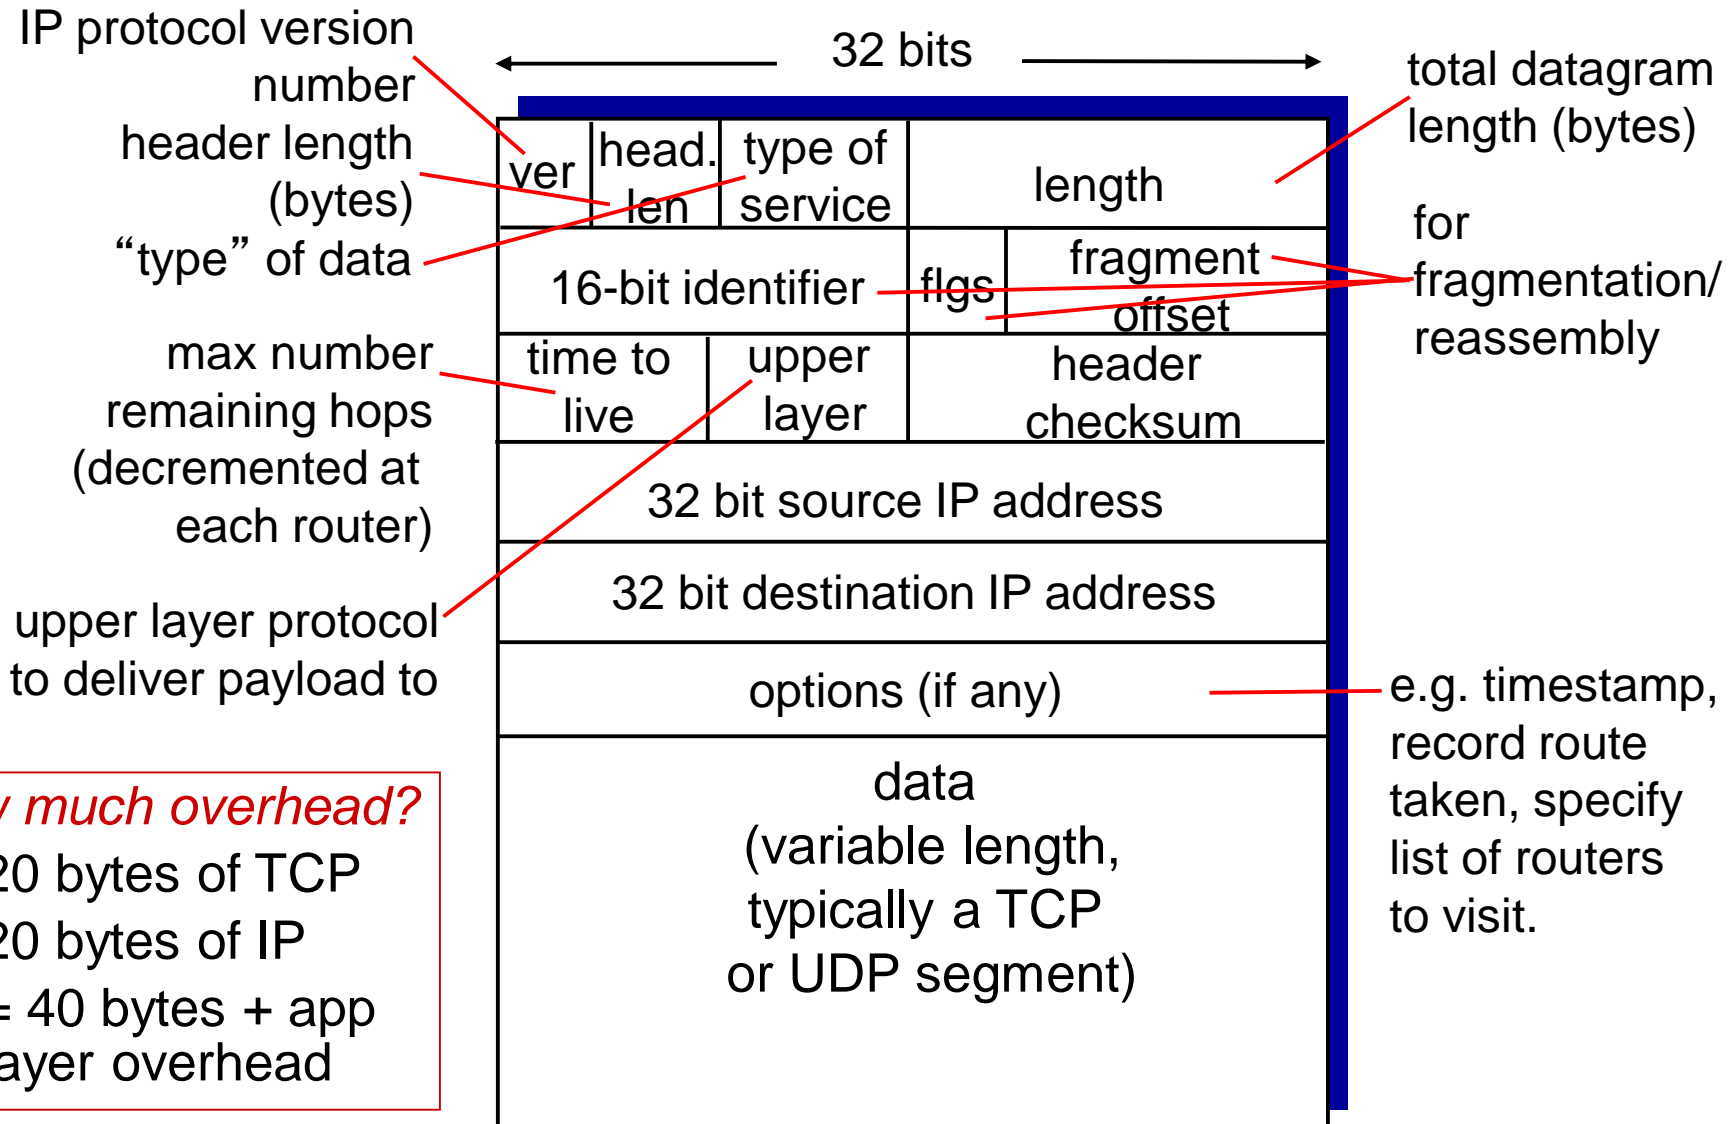 IP protocol version
number
header length
(bytes)
“type” of data
max number
remaining hops
(decremented at
each router)
upper layer protocol
to deliver payload to
much overhead?
20 bytes of TCP
20 bytes of IP
= 40 bytes + app
layer overhead
32 bits
ver
head.
len
type of
service
length
16-bit identifier
flgs
fragment
offset
time to
live
upper
layer
header
checksum
32 bit source IP address
32 bit destination IP address
options (if any)
data
(variable length,
typically a TCP
or UDP segment)
total datagram
length (bytes)
for
fragmentation/
reassembly
e.g. timestamp,
record route
taken, specify
list of routers
to visit.